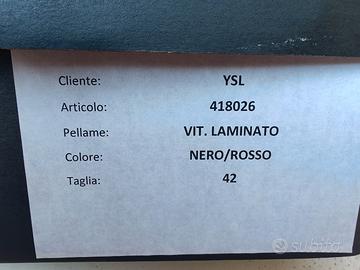 Cliente: YSL
Articolo: 418026
Pellame: VIT. LAMINATO
Colore: NERO/ROSSO
Taglia: 42
subito